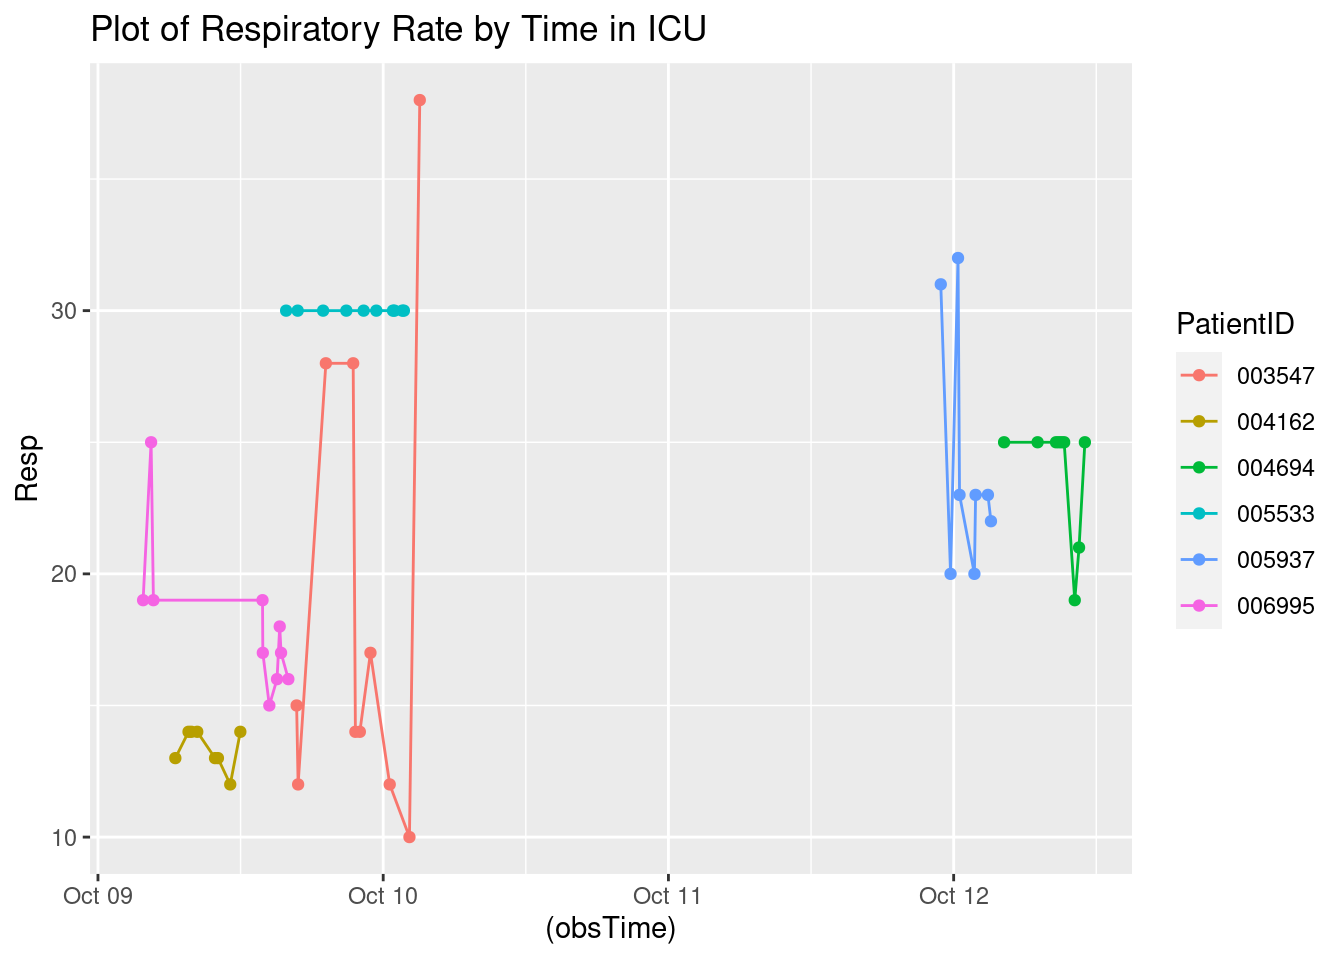 Plot of Respiratory Rate by Time in ICU
Resp
30
20
10
Oct 09
Oct 10
Oct 11
Oct 12
(obsTime)
PatientID
003547
004162
004694
005533
005937
006995